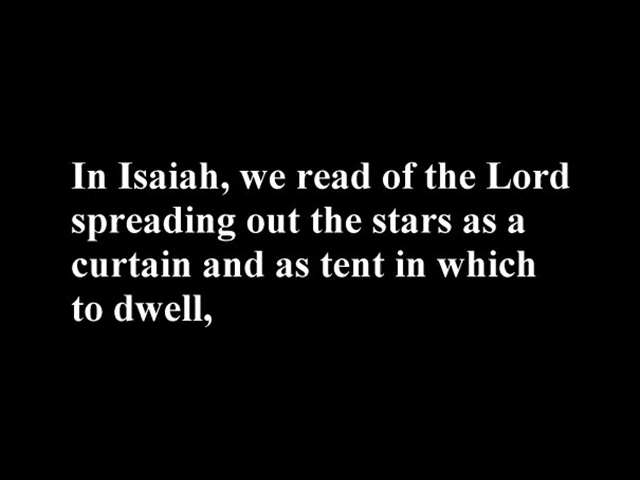 In Isaiah, we read of the Lord
spreading out the stars as a
curtain and as tent in which
to dwell,